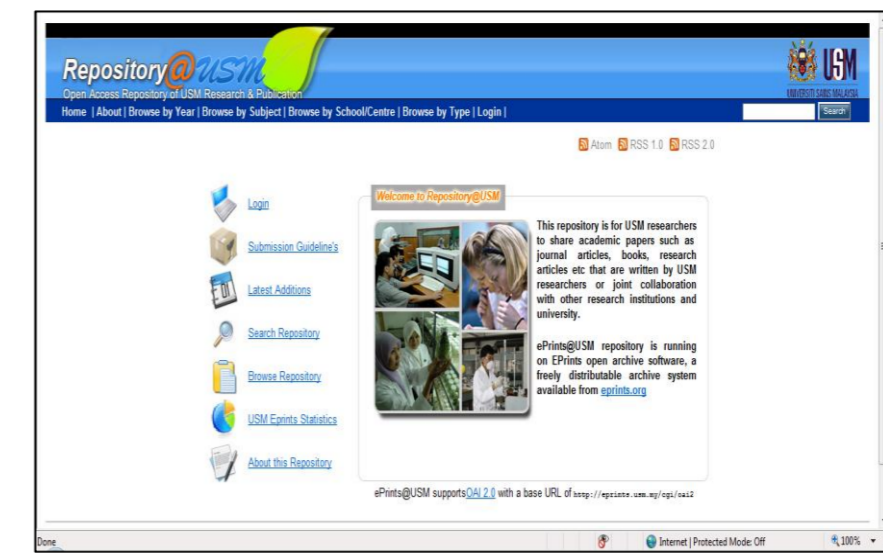 Repository@USM
Open Access Repository of USM Research & Publication
USM
UNIVERSITI SAINS MALAYSIA
Home | About | Browse by Year | Browse by Subject | Browse by School/Centre | Browse by Type | Login |
Search
Atom RSS 1.0 RSS 2.0
Login
Submission Guideline's
Latest Additions
Search Repository
Browse Repository
USM Eprints Statistics
About this Repository
Welcome to Repository@USM
This repository is for USM researchers
to share academic papers such as
journal articles, books, research
articles etc that are written by USM
researchers or joint collaboration
with other research institutions and
university.
ePrints@USM repository is running
on EPrints open archive software, a
freely distributable archive system
available from eprints.org
ePrints@USM supports OAI 2.0 with a base URL of http://eprints.usm.my/cgi/oai2
Done
Internet | Protected Mode: Off
100%